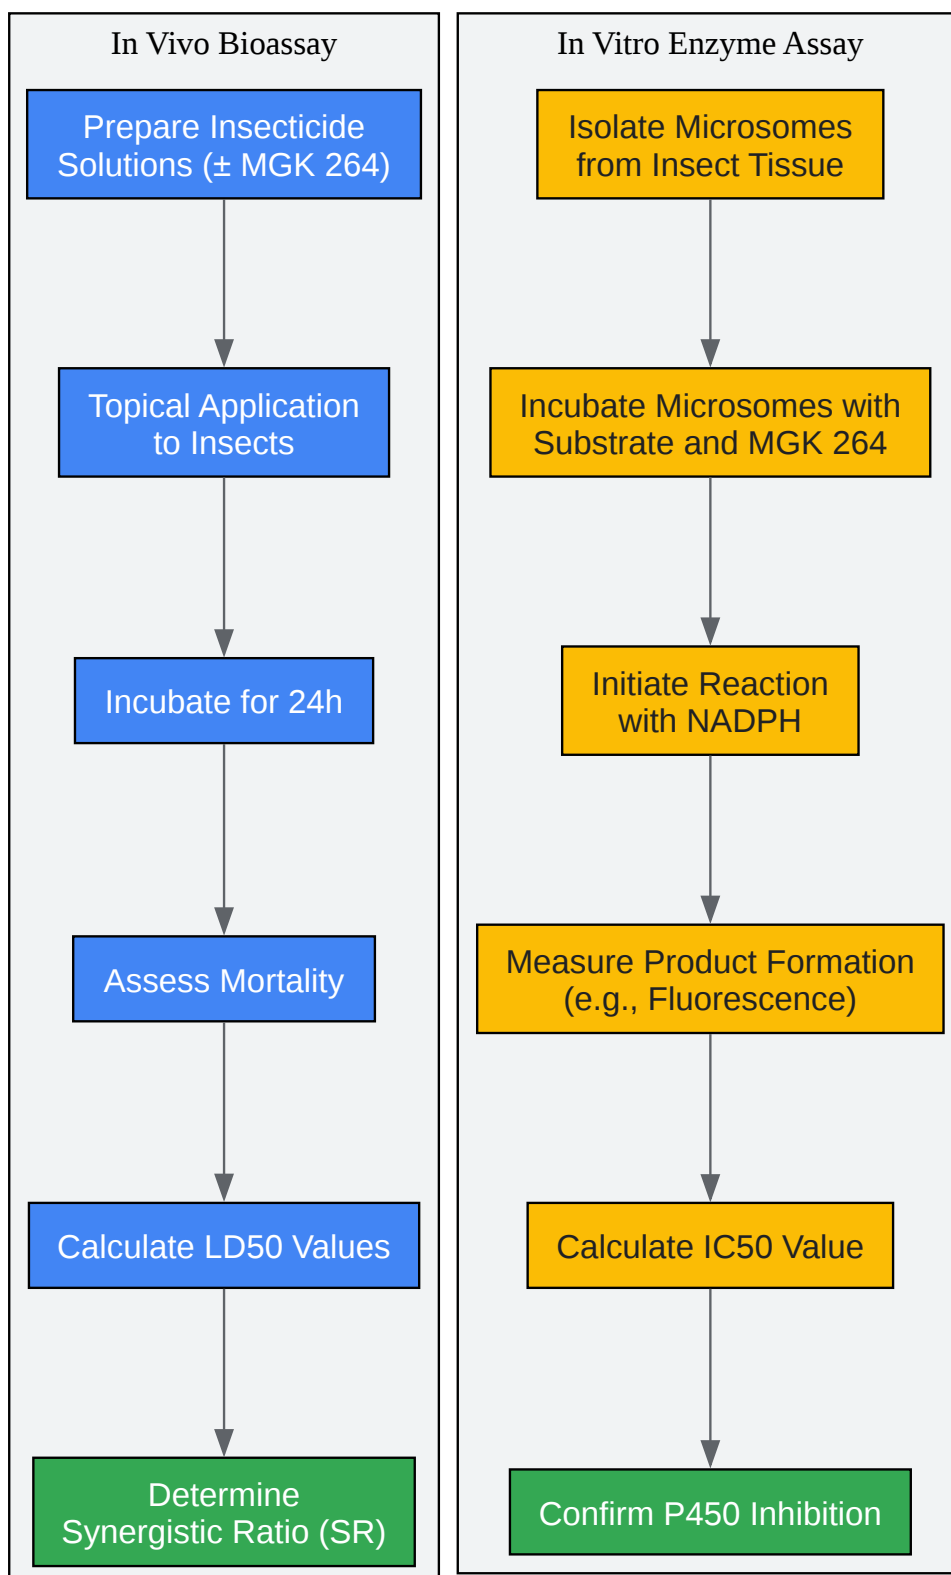 In Vivo Bioassay
Prepare Insecticide
Solutions (± MGK 264)
Topical Application
to Insects
Incubate for 24h
Assess Mortality
Calculate LD50 Values
Determine
Synergistic Ratio (SR)
In Vitro Enzyme Assay
Isolate Microsomes
from Insect Tissue
Incubate Microsomes with
Substrate and MGK 264
Initiate Reaction
with NADPH
Measure Product Formation
(e.g., Fluorescence)
Calculate IC50 Value
Confirm P450 Inhibition